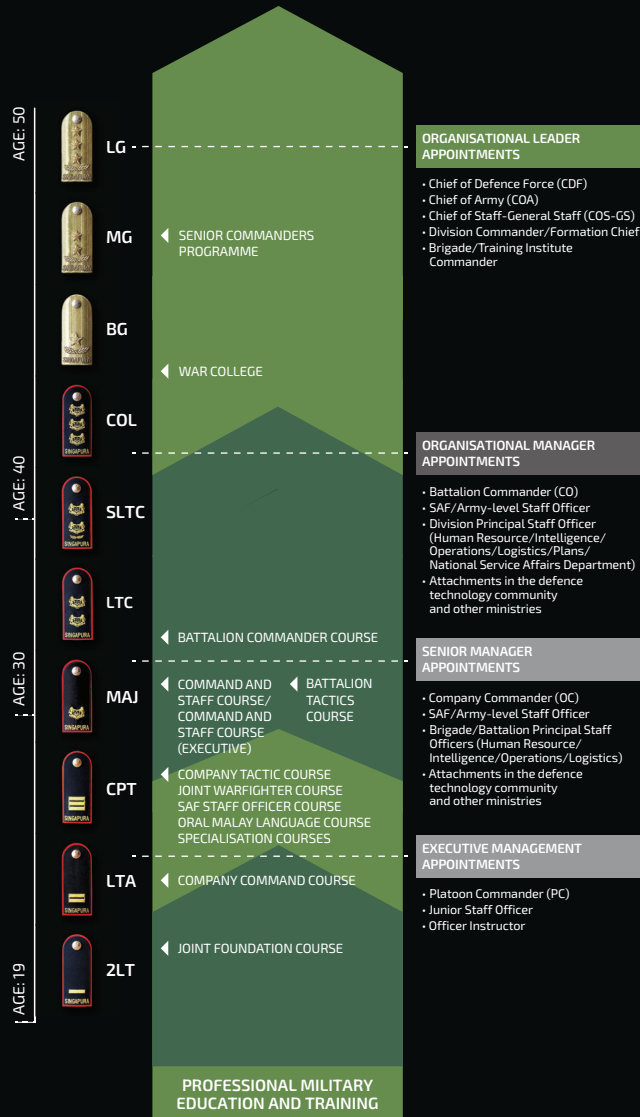 AGE: 50
LG
ORGANISATIONAL LEADER
APPOINTMENTS
• Chief of Defence Force (CDF)
• Chief of Army (COA)
• Chief of Staff-General Staff (COS-GS)
• Division Commander/Formation Chief
• Brigade/Training Institute
Commander
MG
SENIOR COMMANDERS
PROGRAMME
BG
WAR COLLEGE
COL
SINGAPURA
AGE: 40
ORGANISATIONAL MANAGER
APPOINTMENTS
• Battalion Commander (CO)
• SAF/Army-level Staff Officer
• Division Principal Staff Officer
(Human Resource/Intelligence/
Operations/Logistics/Plans/
National Service Affairs Department)
• Attachments in the defence
technology community
and other ministries
SLTC
SINGAPURA
LTC
SINGAPURA
BATTALION COMMANDER COURSE
AGE: 30
MAJ
SINGAPURA
COMMAND AND
STAFF COURSE/
COMMAND AND
STAFF COURSE
(EXECUTIVE)
BATTALION
TACTICS
COURSE
SENIOR MANAGER
APPOINTMENTS
• Company Commander (OC)
• SAF/Army-level Staff Officer
• Brigade/Battalion Principal Staff
Officers (Human Resource/
Intelligence/Operations/Logistics)
• Attachments in the defence
technology community
and other ministries
CPT
SINGAPURA
COMPANY TACTIC COURSE
JOINT WARFIGHTER COURSE
SAF STAFF OFFICER COURSE
ORAL MALAY LANGUAGE COURSE
SPECIALISATION COURSES
EXECUTIVE MANAGEMENT
APPOINTMENTS
• Platoon Commander (PC)
• Junior Staff Officer
• Officer Instructor
LTA
SINGAPURA
COMPANY COMMAND COURSE
AGE: 19
2LT
SINGAPURA
JOINT FOUNDATION COURSE
PROFESSIONAL MILITARY
EDUCATION AND TRAINING